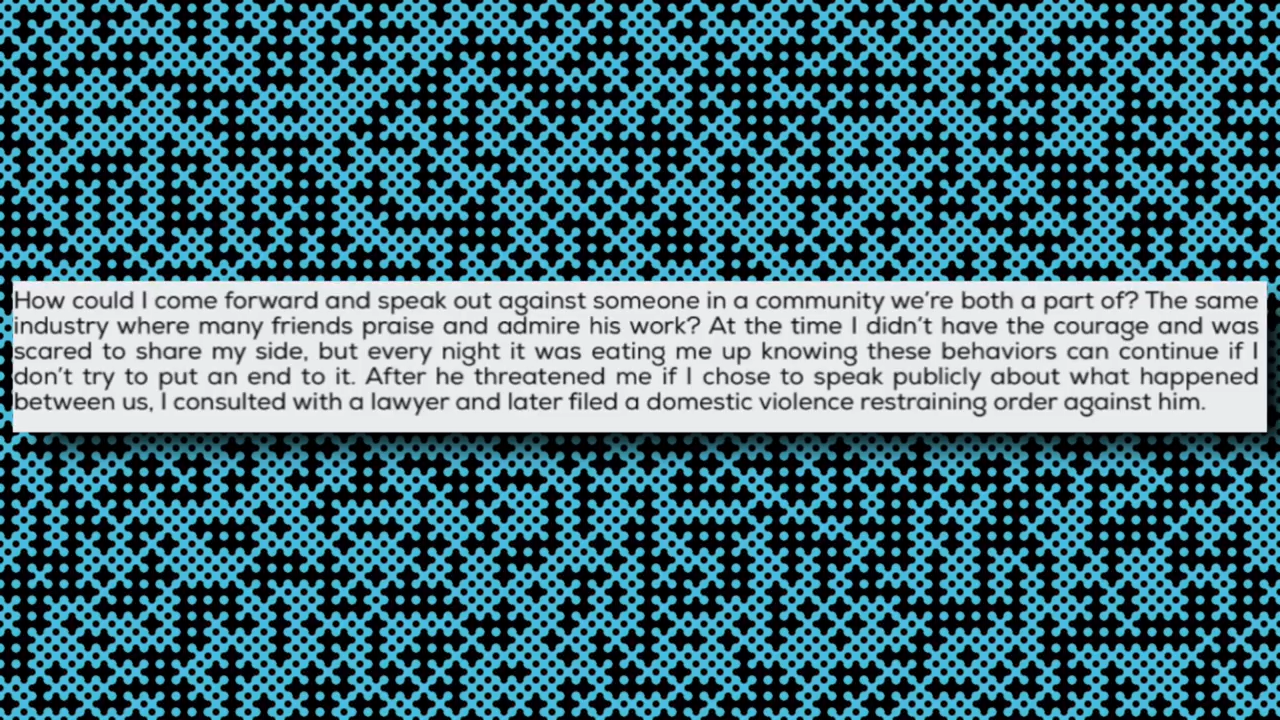 How could I come forward and speak out against someone in a community we're both a part of? The same
industry where many friends praise and admire his work? At the time I didn't have the courage and was
scared to share my side, but every night it was eating me up knowing these behaviors can continue if I
don't try to put an end to it. After he threatened me if I chose to speak publicly about what happened
between us, I consulted with a lawyer and later filed a domestic violence restraining order against him.